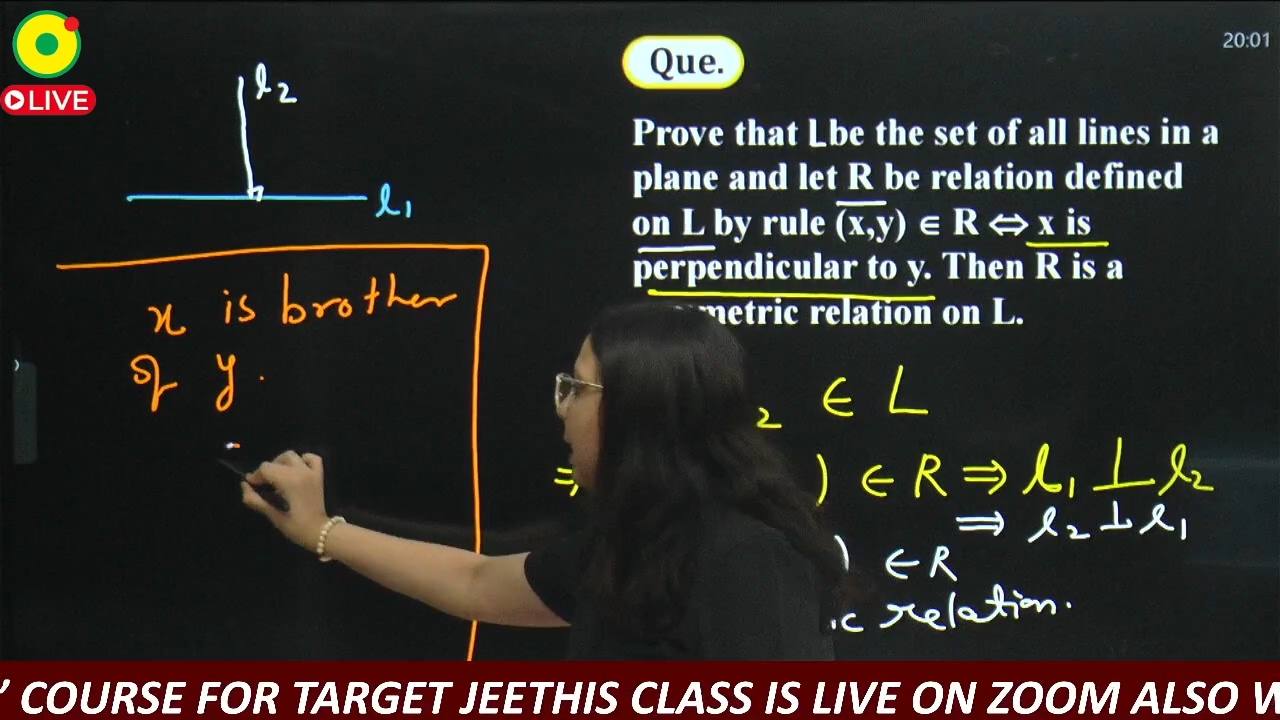 20:01
LIVE
l2
l1
Que.
Prove that L be the set of all lines in a
plane and let R be relation defined
on L by rule (x,y) ∈ R ⇔ x is
perpendicular to y. Then R is a
metric relation on L.
x is brother
of y.
2 ∈ L
⇒ ) ∈ R ⇒ l1 ⊥ l2
⇒ l2 ⊥ l1
) ∈ R
ic relation.
' COURSE FOR TARGET JEETHIS CLASS IS LIVE ON ZOOM ALSO W